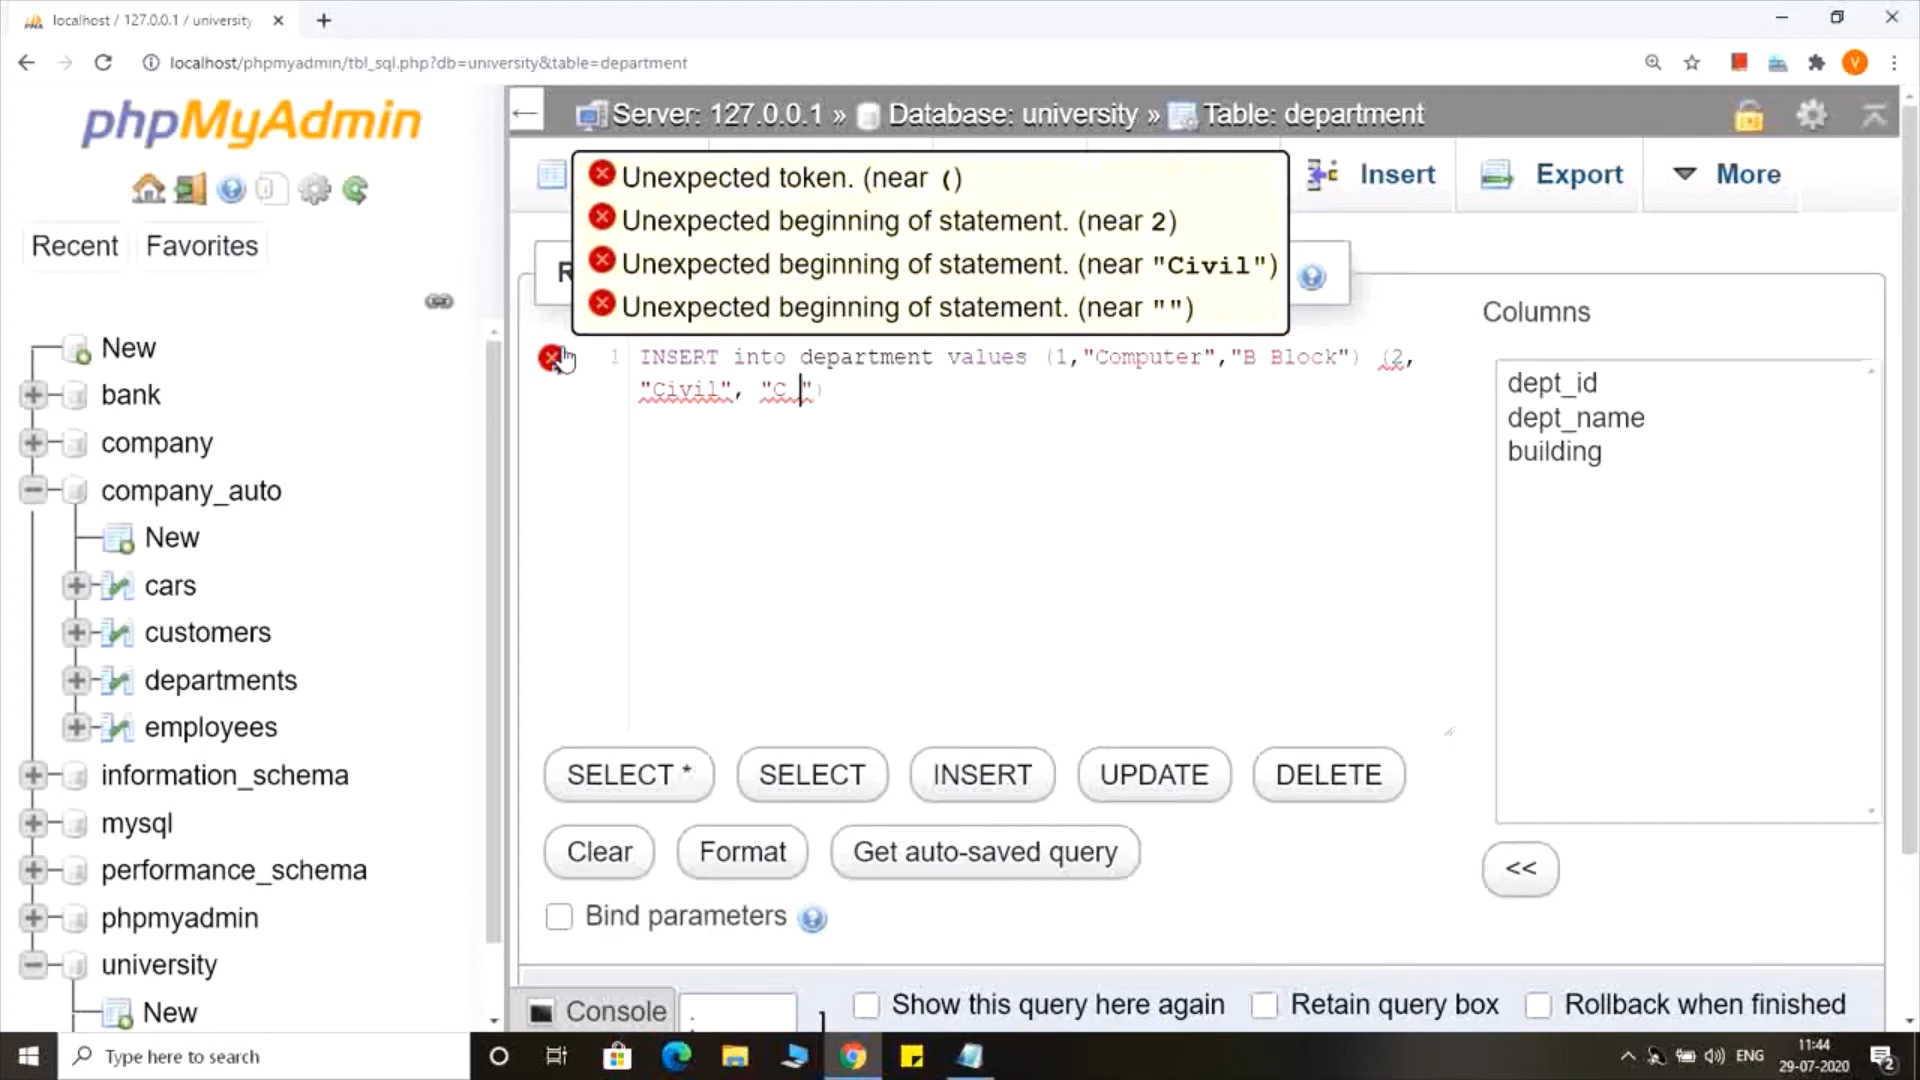 localhost / 127.0.0.1 / university
localhost/phpmyadmin/tbl_sql.php?db=university&table=department
V
phpMyAdmin
Recent Favorites
New
bank
company
company_auto
New
cars
customers
departments
employees
information_schema
mysql
performance_schema
phpmyadmin
university
New
Server: 127.0.0.1 » Database: university » Table: department
Insert Export More
Unexpected token. (near ()
Unexpected beginning of statement. (near 2)
Unexpected beginning of statement. (near "Civil")
Unexpected beginning of statement. (near "")
R
1 INSERT into department values (1,"Computer","B Block") (2,
"Civil", "C ")
Columns
dept_id
dept_name
building
SELECT * SELECT INSERT UPDATE DELETE
Clear Format Get auto-saved query
<<
Bind parameters
Console
Show this query here again Retain query box Rollback when finished
]
Type here to search
ENG
11:44
29-07-2020
2